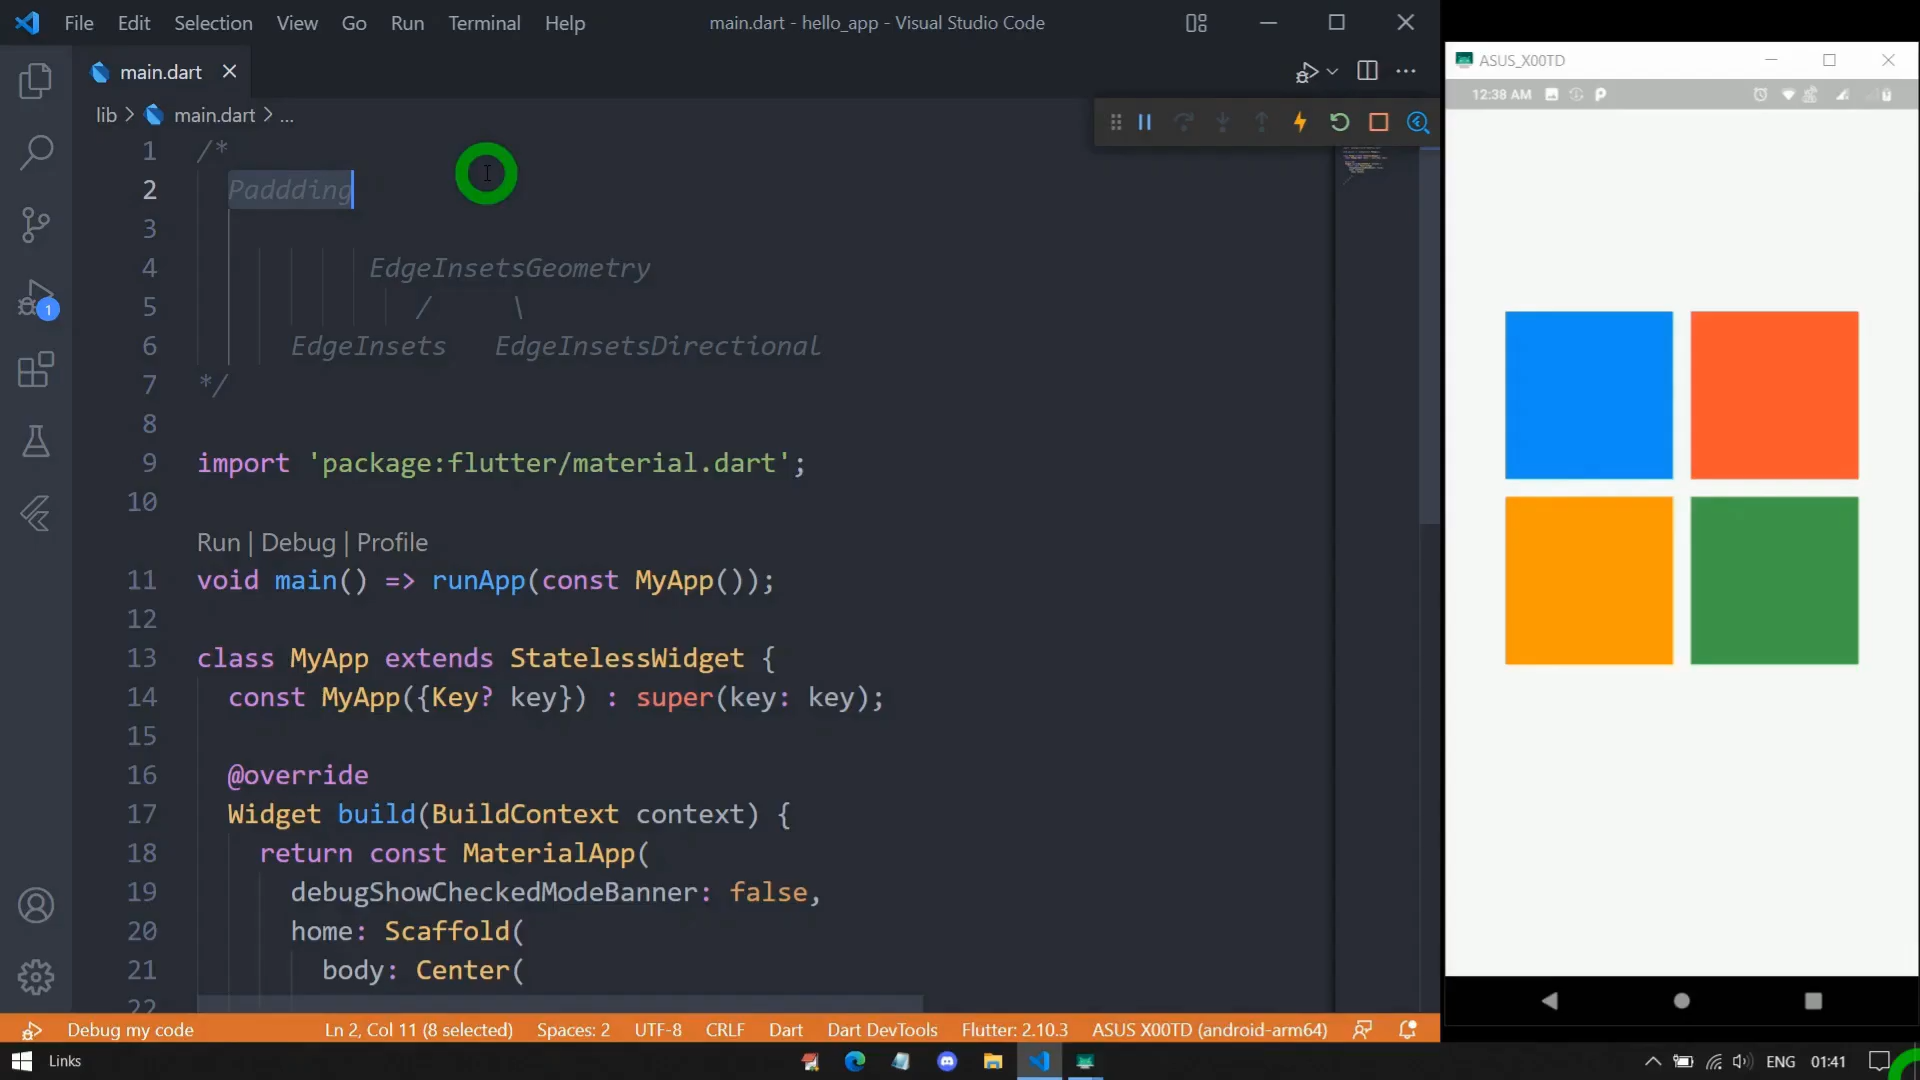 File Edit Selection View Go Run Terminal Help
main.dart - hello_app - Visual Studio Code
main.dart
lib > main.dart > ...
1 /*
2 Paddding
3
4 EdgeInsetsGeometry
5 / \
6 EdgeInsets EdgeInsetsDirectional
7 */
8
9 import 'package:flutter/material.dart';
10
Run | Debug | Profile
11 void main() => runApp(const MyApp());
12
13 class MyApp extends StatelessWidget {
14 const MyApp({Key? key}) : super(key: key);
15
16 @override
17 Widget build(BuildContext context) {
18 return const MaterialApp(
19 debugShowCheckedModeBanner: false,
20 home: Scaffold(
21 body: Center(
22
1
Debug my code Ln 2, Col 11 (8 selected) Spaces: 2 UTF-8 CRLF Dart Dart DevTools Flutter: 2.10.3 ASUS X00TD (android-arm64)
ASUS_X00TD
12:38 AM
Links
ENG 01:41